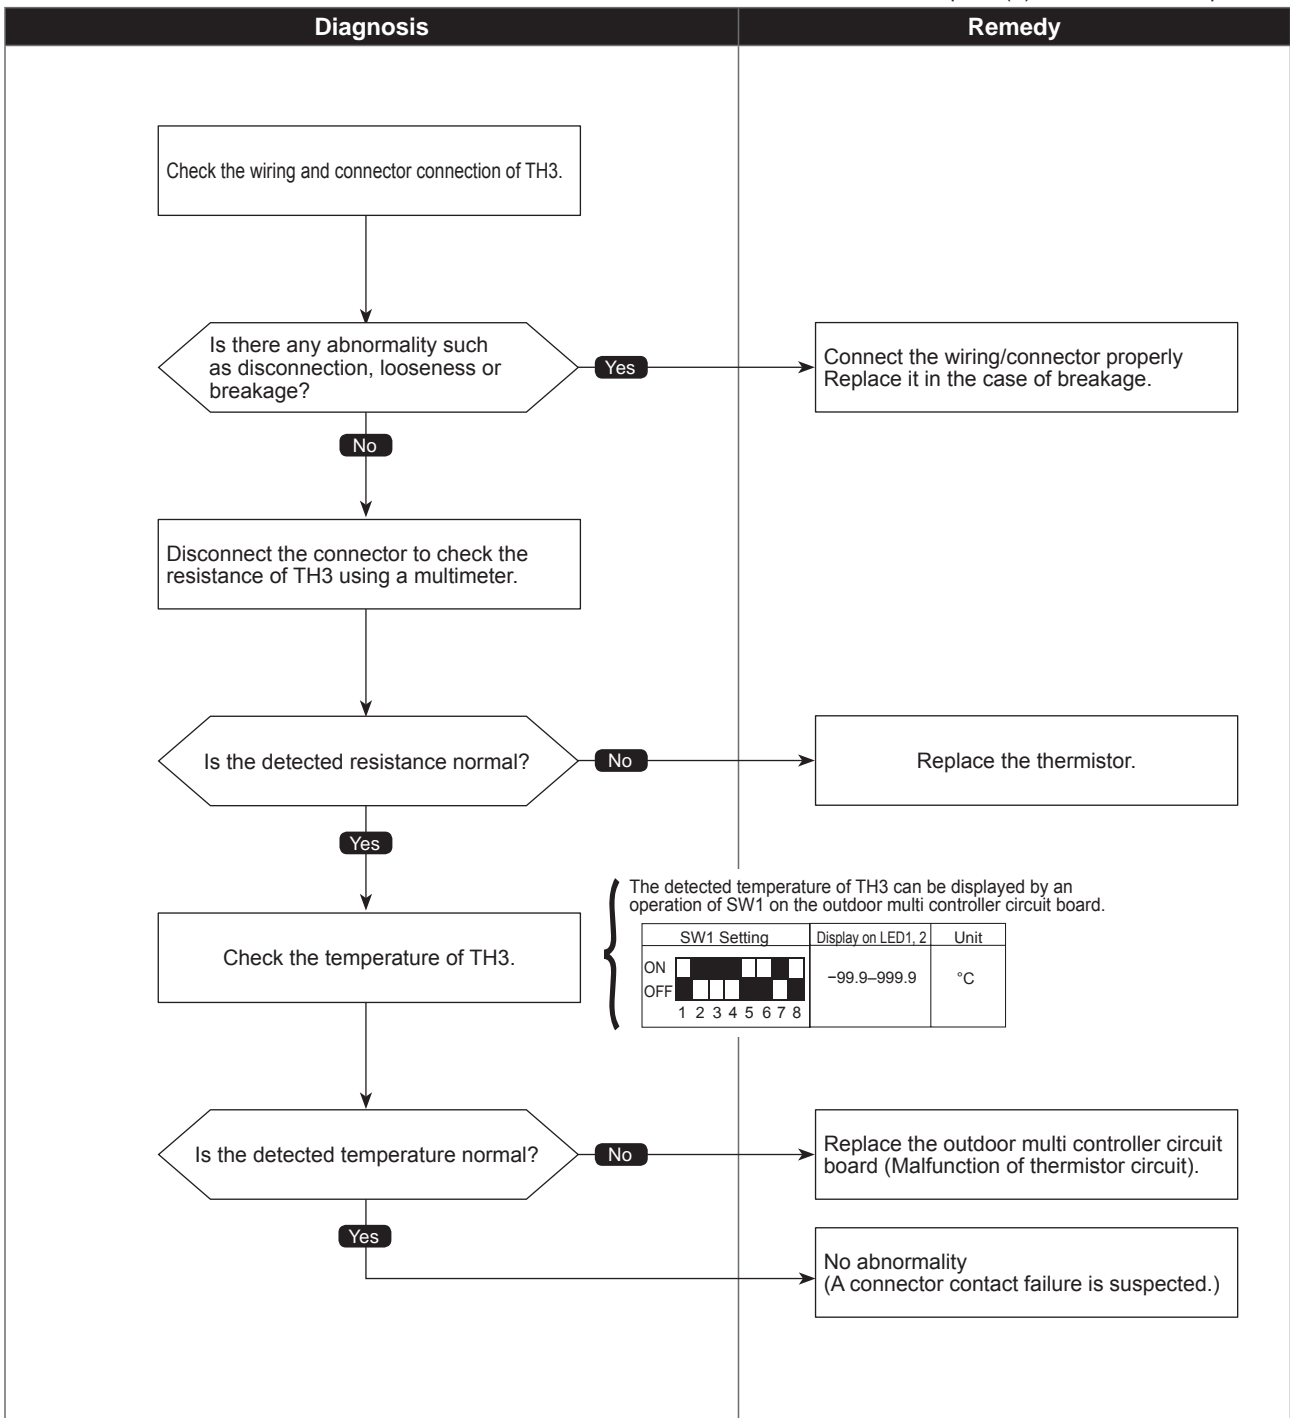 Diagnosis
Remedy
Check the wiring and connector connection of TH3.
Is there any abnormality such
as disconnection, looseness or
breakage?
Yes
Connect the wiring/connector properly
Replace it in the case of breakage.
No
Disconnect the connector to check the
resistance of TH3 using a multimeter.
Is the detected resistance normal?
No
Replace the thermistor.
Yes
The detected temperature of TH3 can be displayed by an
operation of SW1 on the outdoor multi controller circuit board.
Check the temperature of TH3.
SW1 Setting
Display on LED1, 2
Unit
ON
OFF
1 2 3 4 5 6 7 8
−99.9–999.9
°C
Is the detected temperature normal?
No
Replace the outdoor multi controller circuit
board (Malfunction of thermistor circuit).
Yes
No abnormality
(A connector contact failure is suspected.)